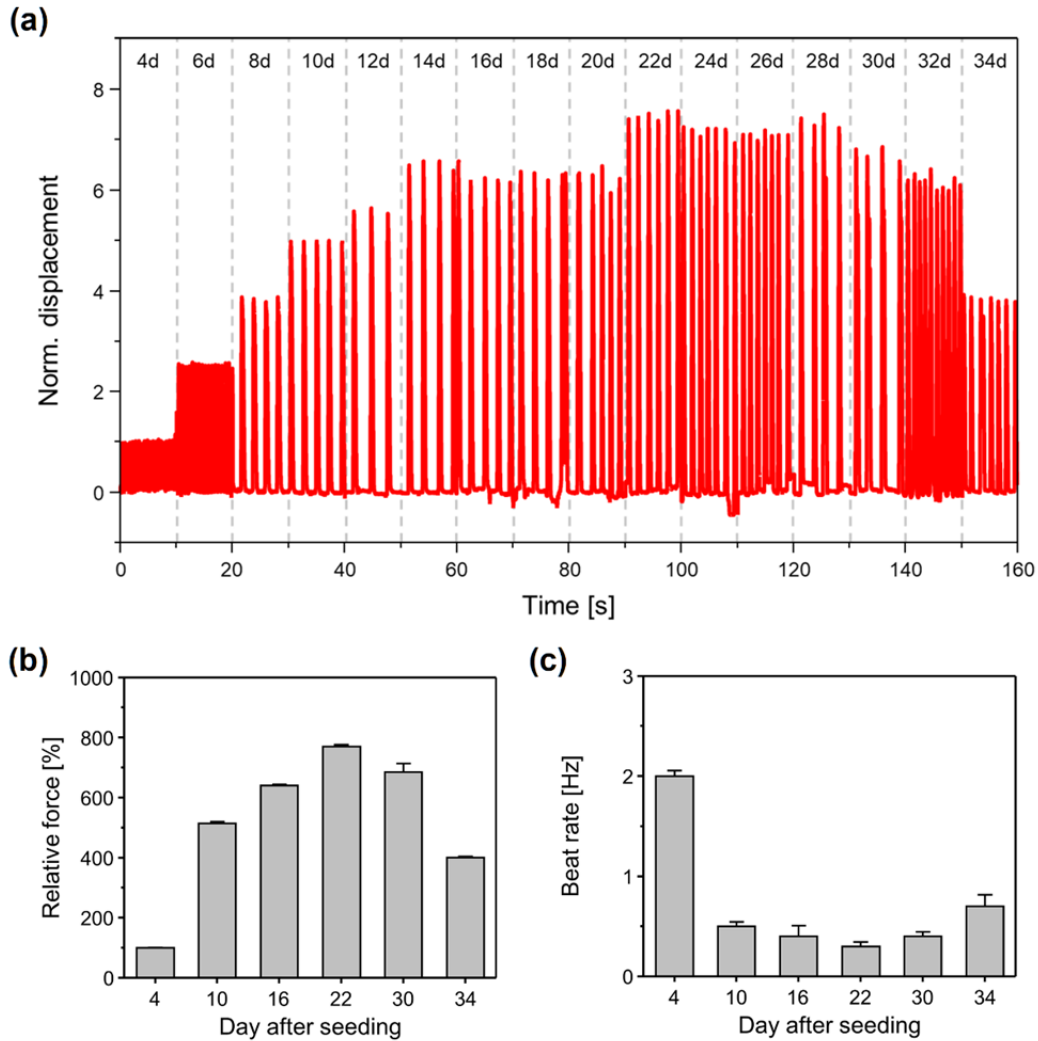 (a)
4d 6d 8d 10d 12d 14d 16d 18d 20d 22d 24d 26d 28d 30d 32d 34d
8
6
4
2
0
Norm. displacement
0 20 40 60 80 100 120 140 160
Time [s]
(b)
1000
800
600
400
200
0
Relative force [%]
4 10 16 22 30 34
Day after seeding
(c)
3
2
1
0
Beat rate [Hz]
4 10 16 22 30 34
Day after seeding